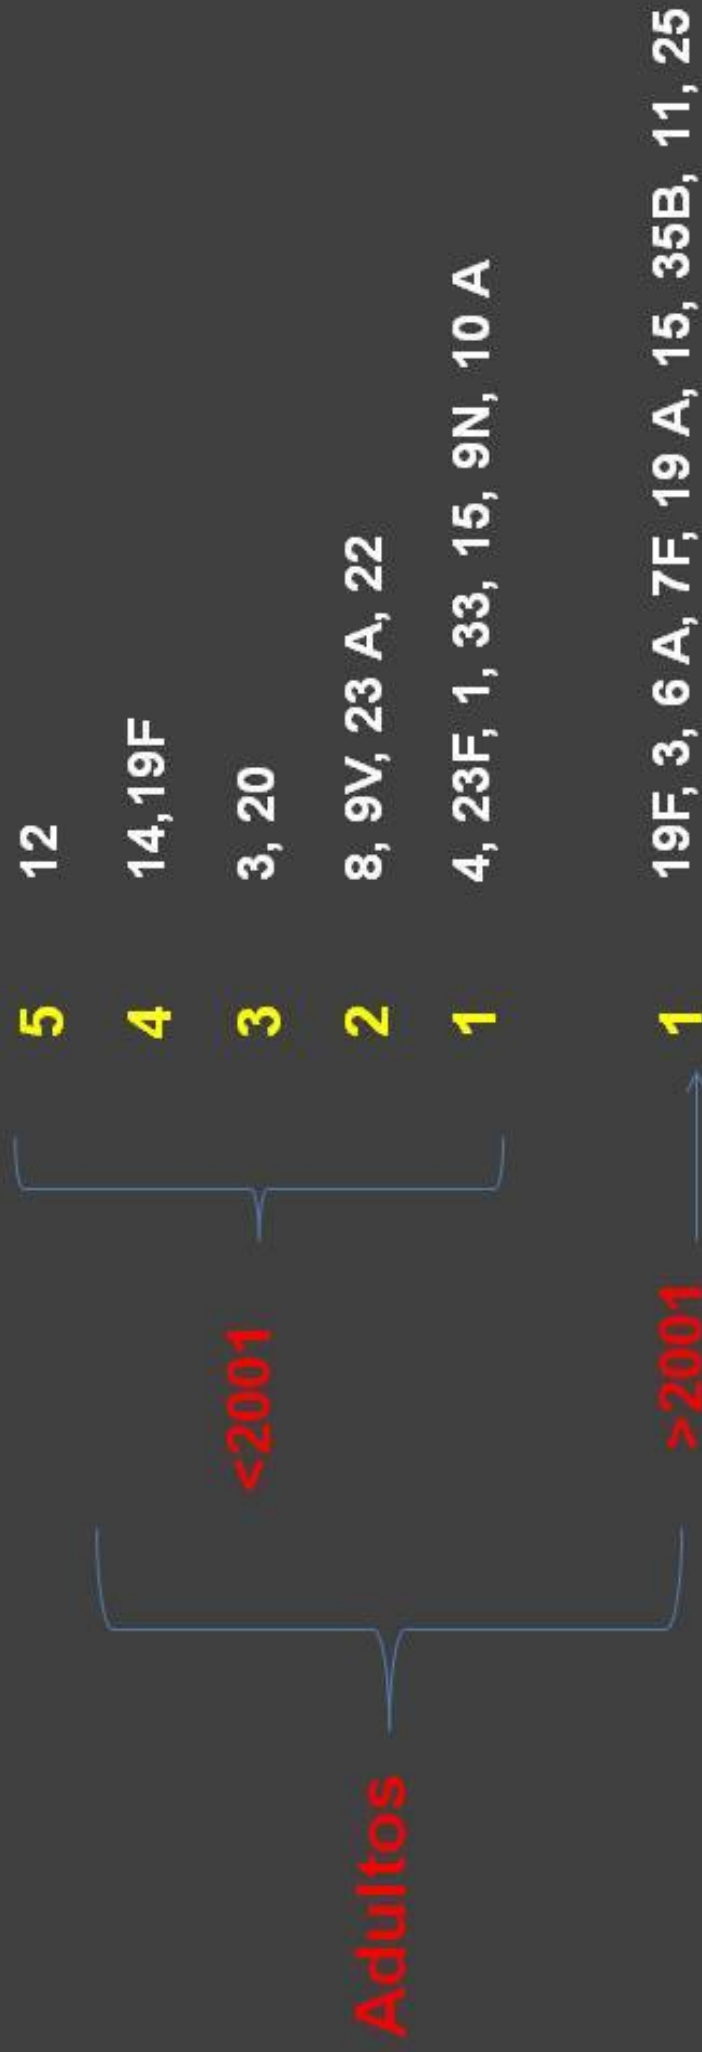 5 12
4 14,19F
3 3, 20
2 8, 9V, 23 A, 22
1 4, 23F, 1, 33, 15, 9N, 10 A
<2001
Adultos
>2001 1 19F, 3, 6 A, 7F, 19 A, 15, 35B, 11, 25